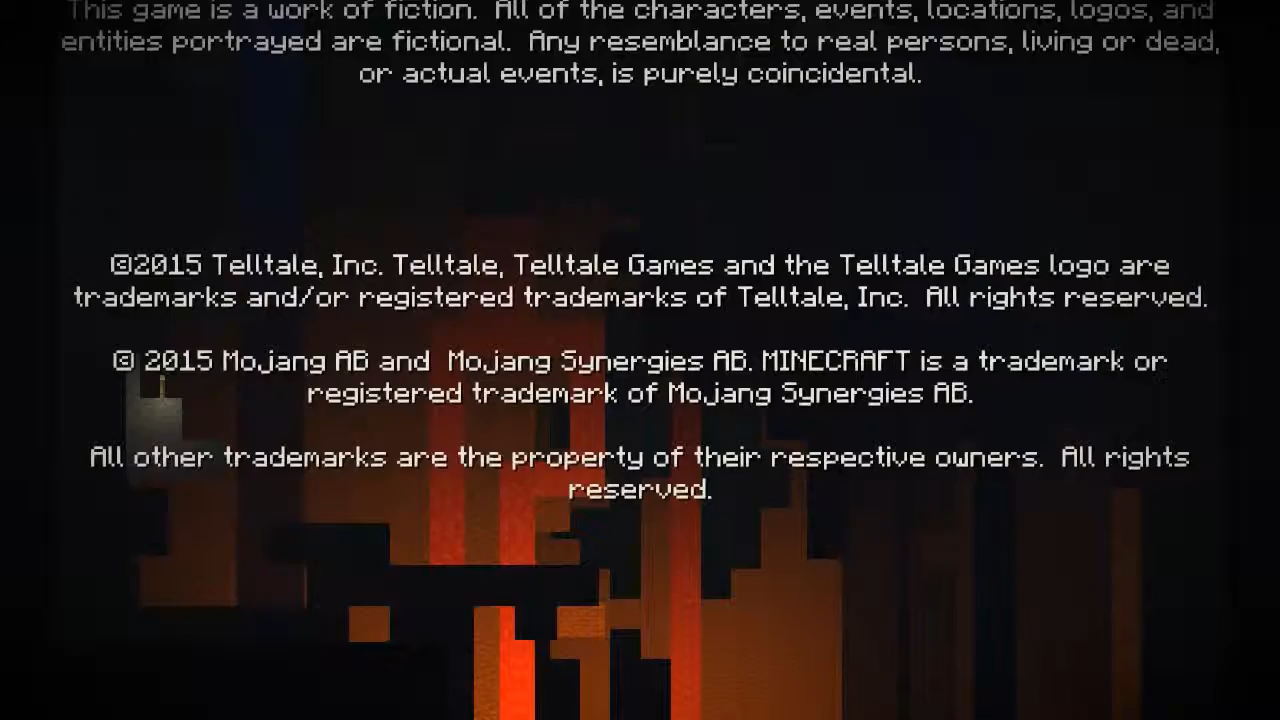 This game is a work of fiction.  All of the characters, events, locations, logos, and
entities portrayed are fictional.  Any resemblance to real persons, living or dead,
or actual events, is purely coincidental.
©2015 Telltale, Inc. Telltale, Telltale Games and the Telltale Games logo are
trademarks and/or registered trademarks of Telltale, Inc.  All rights reserved.
© 2015 Mojang AB and  Mojang Synergies AB. MINECRAFT is a trademark or
registered trademark of Mojang Synergies AB.
All other trademarks are the property of their respective owners.  All rights
reserved.